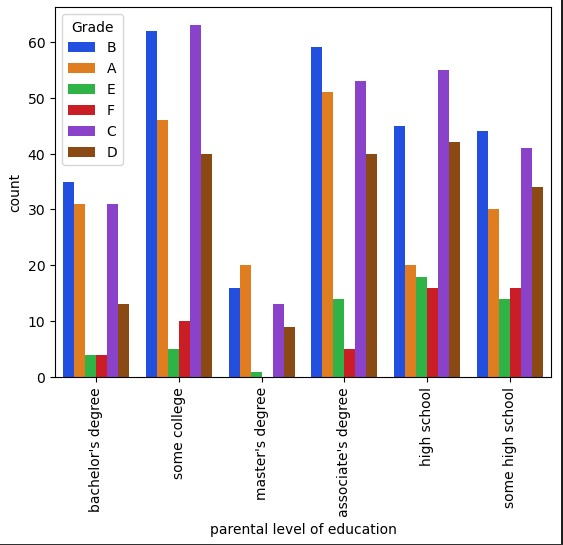 Grade
B
A
E
F
C
D
60
50
40
30
20
10
0
count
bachelor's degree
some college
master's degree
associate's degree
high school
some high school
parental level of education